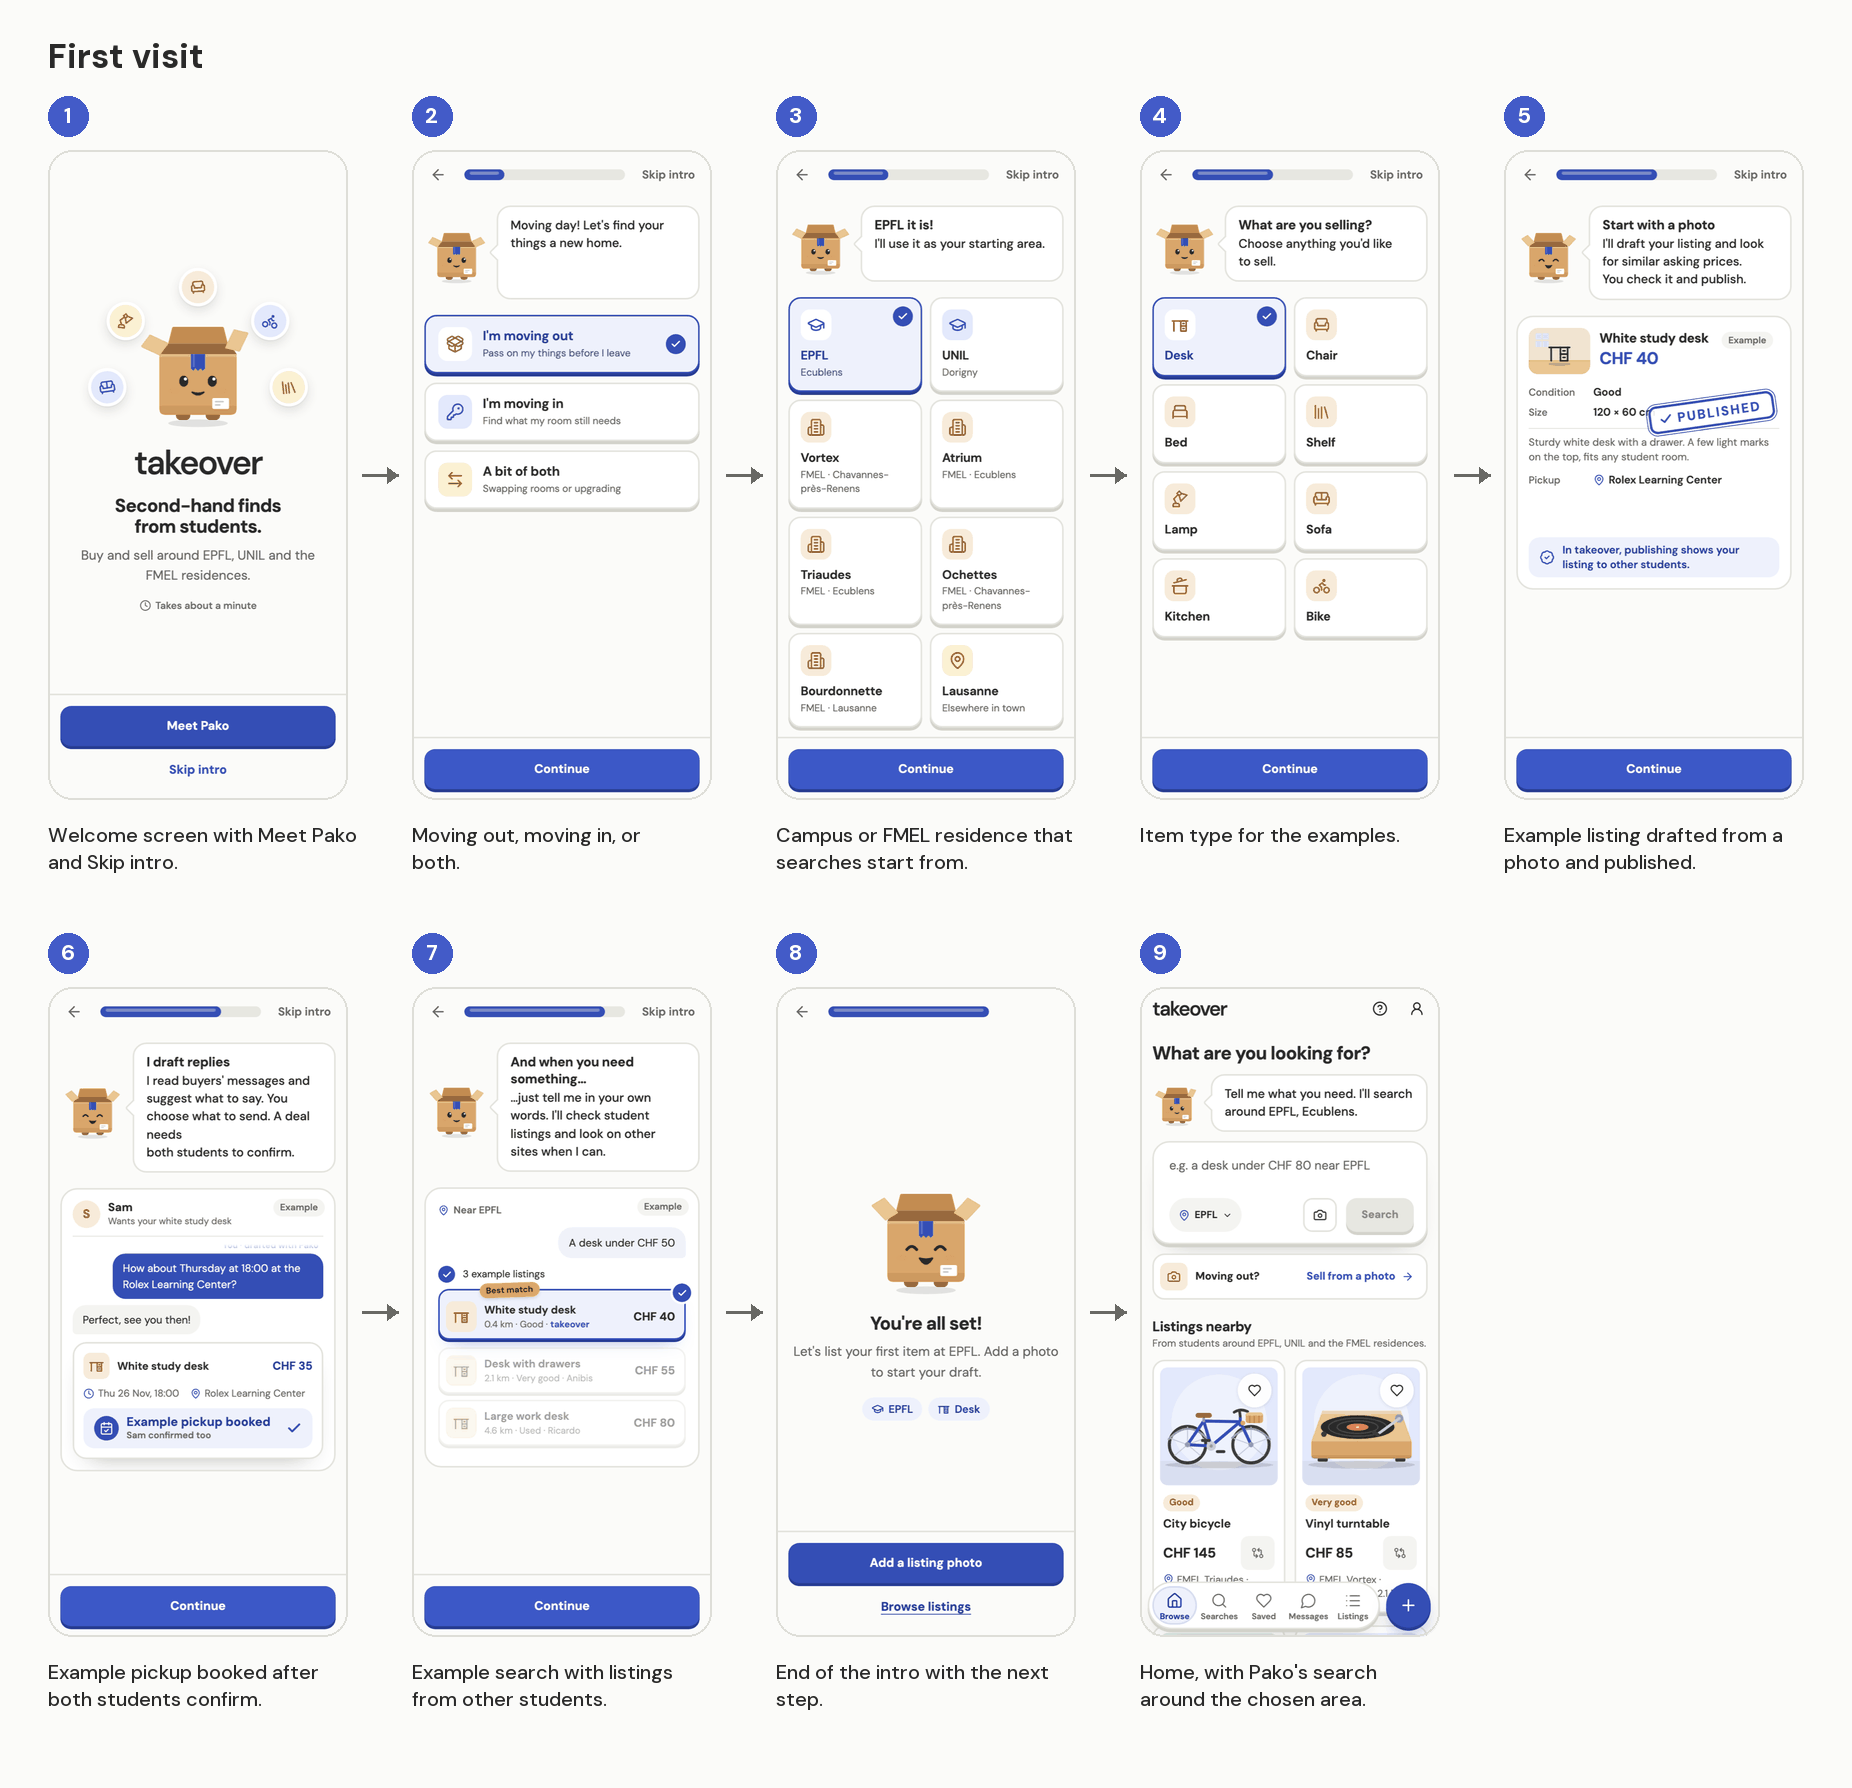 First visit
1
2
3
4
5
takeover
Second-hand finds
from students.
Buy and sell around EPFL, UNIL and the
FMEL residences.
Takes about a minute
Meet Pako
Skip intro
Welcome screen with Meet Pako
and Skip intro.
Skip intro
Moving day! Let's find your
things a new home.
I'm moving out
Pass on my things before I leave
I'm moving in
Find what my room still needs
A bit of both
Swapping rooms or upgrading
Continue
Moving out, moving in, or
both.
Skip intro
EPFL it is!
I'll use it as your starting area.
EPFL
Ecublens
UNIL
Dorigny
Vortex
FMEL · Chavannes-
près-Renens
Atrium
FMEL · Ecublens
Triaudes
FMEL · Ecublens
Ochettes
FMEL · Chavannes-
près-Renens
Bourdonnette
FMEL · Lausanne
Lausanne
Elsewhere in town
Continue
Campus or FMEL residence that
searches start from.
Skip intro
What are you selling?
Choose anything you'd like
to sell.
Desk
Chair
Bed
Shelf
Lamp
Sofa
Kitchen
Bike
Continue
Item type for the examples.
Skip intro
Start with a photo
I'll draft your listing and look
for similar asking prices.
You check it and publish.
White study desk
Example
CHF 40
Condition Good
Size 120 × 60
PUBLISHED
Sturdy white desk with a drawer. A few light marks
on the top, fits any student room.
Pickup Rolex Learning Center
In takeover, publishing shows your
listing to other students.
Continue
Example listing drafted from a
photo and published.
6
7
8
9
Skip intro
I draft replies
I read buyers' messages and
suggest what to say. You
choose what to send. A deal
needs
both students to confirm.
S
Sam
Wants your white study desk
Example
How about Thursday at 18:00 at the
Rolex Learning Center?
Perfect, see you then!
White study desk CHF 35
Thu 26 Nov, 18:00 Rolex Learning Center
Example pickup booked
Sam confirmed too
Continue
Example pickup booked after
both students confirm.
Skip intro
And when you need
something…
…just tell me in your own
words. I'll check student
listings and look on other
sites when I can.
Near EPFL
Example
A desk under CHF 50
3 example listings
Best match
White study desk
0.4 km · Good · takeover
CHF 40
Desk with drawers
2.1 km · Very good · Anibis
CHF 55
Large work desk
4.6 km · Used · Ricardo
CHF 80
Continue
Example search with listings
from other students.
You're all set!
Let's list your first item at EPFL. Add a photo
to start your draft.
EPFL
Desk
Add a listing photo
Browse listings
End of the intro with the next
step.
takeover
What are you looking for?
Tell me what you need. I'll search
around EPFL, Ecublens.
e.g. a desk under CHF 80 near EPFL
EPFL
Search
Moving out?
Sell from a photo
Listings nearby
From students around EPFL, UNIL and the FMEL residences.
Good
City bicycle
CHF 145
FMEL Triaudes ·
Very good
Vinyl turntable
CHF 85
FMEL Vortex ·
Browse
Searches
Saved
Messages
Listings
Home, with Pako's search
around the chosen area.